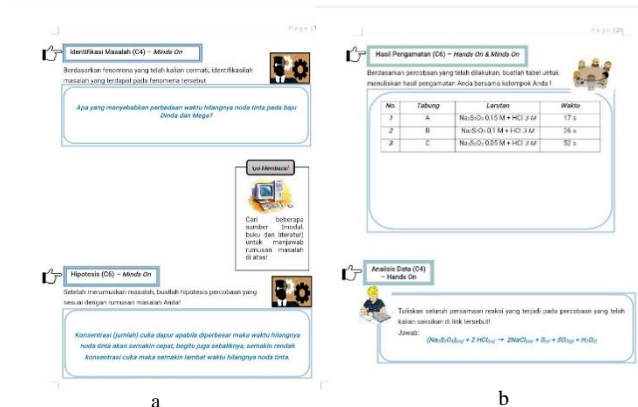 Page |1
Identifikasi Masalah (C4) – Minds On
Berdasarkan fenomena yang telah kalian cermati, identifikasilah
masalah yang terdapat pada fenomena tersebut
Apa yang menyebabkan perbedaan waktu hilangnya noda tinta pada baju
Dinda dan Mega?
Ayo Membaca!
Cari beberapa
sumber (modul,
buku dan literatur)
untuk menjawab
rumusan masalah
di atas!
Hipotesis (C6) – Minds On
Setelah merumuskan masalah, buatlah hipotesis percobaan yang
sesuai dengan rumusan masalah Anda!
Konsentrasi (jumlah) cuka dapur apabila diperbesar maka waktu hilangnya
noda tinta akan semakin cepat, begitu juga sebaliknya, semakin rendah
konsentrasi cuka maka semakin lambat waktu hilangnya noda tinta.
a
Hasil Pengamatan (C6) – Hands On & Minds On
Berdasarkan percobaan yang telah dilakukan, buatlah tabel untuk
menuliskan hasil pengamatan Anda bersama kelompok Anda !
No. Tabung Larutan Waktu
1 A Na₂S₂O₃ 0,15 M + HCl 3 M 17 s
2 B Na₂S₂O₃ 0,1 M + HCl 3 M 26 s
3 C Na₂S₂O₃ 0,05 M + HCl 3 M 52 s
Analisis Data (C4)
– Hands On
Tuliskan seluruh persamaan reaksi yang terjadi pada percobaan yang telah
kalian saksikan di link tersebut!
Jawab:
(Na₂S₂O₃)(aq) + 2 HCl(aq) → 2NaCl(aq) + S(s) + SO₂(g) + H₂O(l)
b